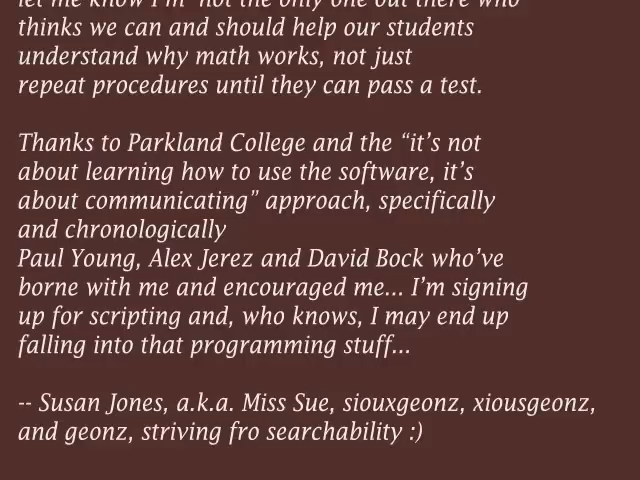 let me know I'm not the only one out there who
thinks we can and should help our students
understand why math works, not just
repeat procedures until they can pass a test.
Thanks to Parkland College and the “it’s not
about learning how to use the software, it’s
about communicating” approach, specifically
and chronologically
Paul Young, Alex Jerez and David Bock who’ve
borne with me and encouraged me... I’m signing
up for scripting and, who knows, I may end up
falling into that programming stuff...
-- Susan Jones, a.k.a. Miss Sue, siouxgeonz, xiousgeonz,
and geonz, striving fro searchability :)